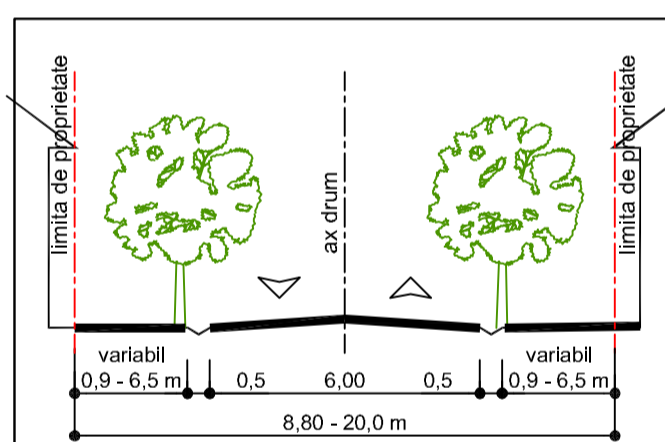 limita de proprietate
ax drum
limita de proprietate
variabil
variabil
0,9 - 6,5 m 0,5 6,00 0,5 0,9 - 6,5 m
8,80 - 20,0 m